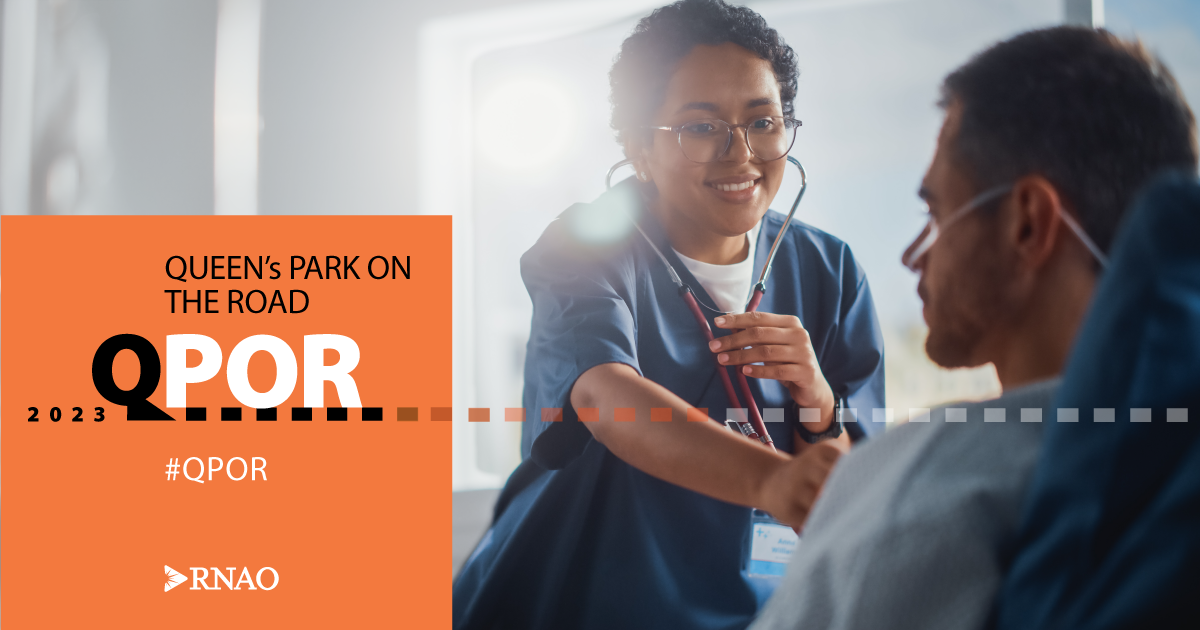 QUEEN's PARK ON
THE ROAD
QPOR
2023
#QPOR
RNAO